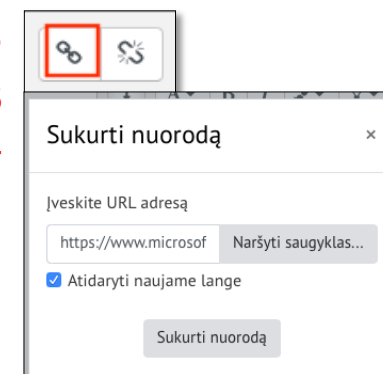 Sukurti nuorodą
×
Įveskite URL adresą
https://www.microsof
Naršyti saugyklas...
Atidaryti naujame lange
Sukurti nuorodą